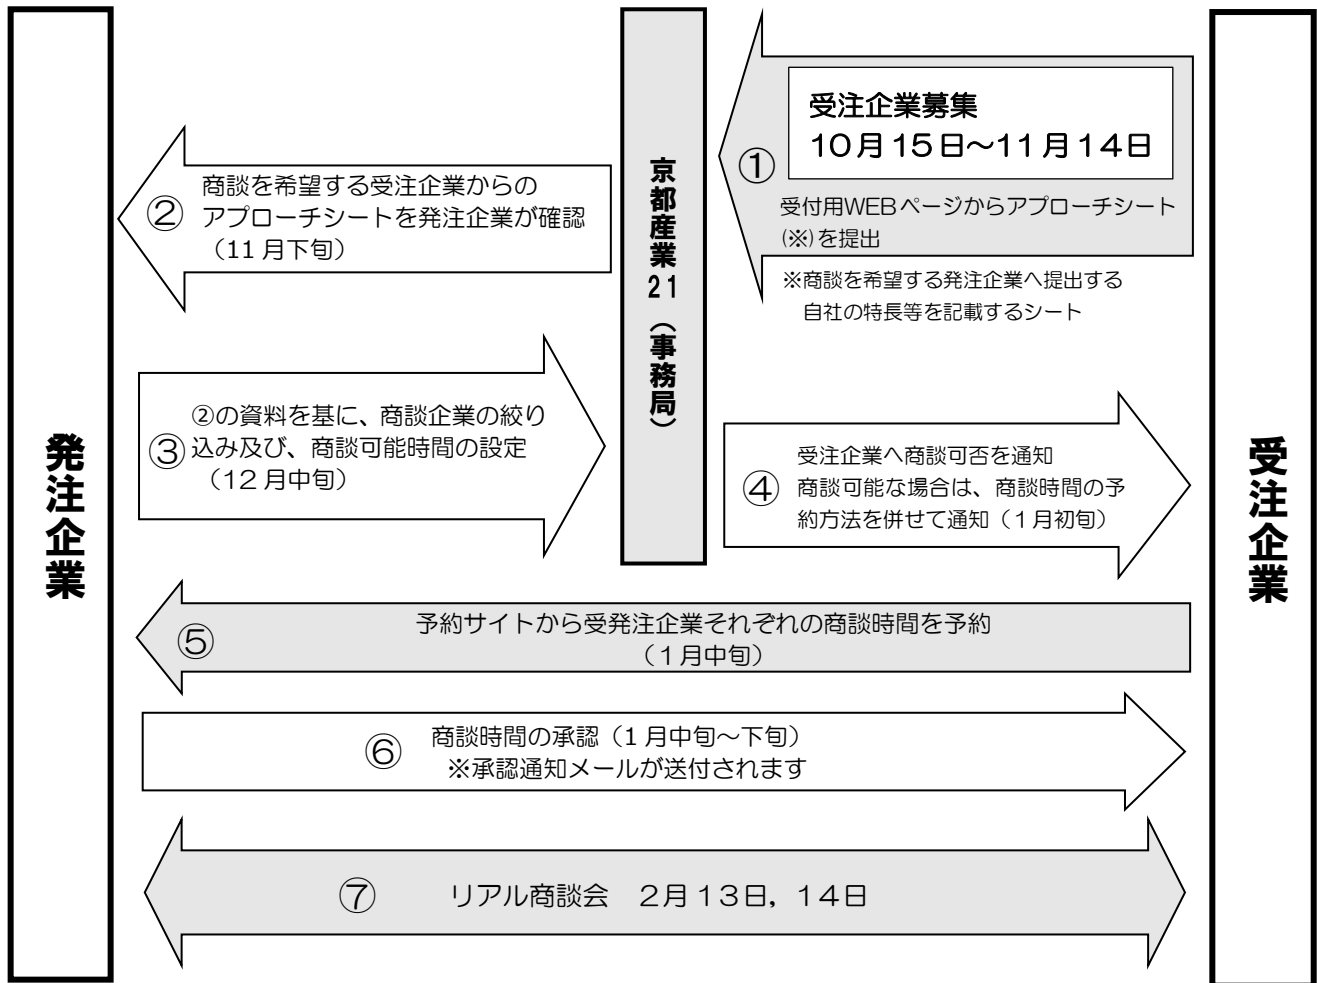 発注企業
京都産業21（事務局）
受注企業
受注企業募集
10月15日～11月14日
①
受付用WEBページからアプローチシート
(※)を提出
※商談を希望する発注企業へ提出する
自社の特長等を記載するシート
②
商談を希望する受注企業からの
アプローチシートを発注企業が確認
（11月下旬）
③
②の資料を基に、商談企業の絞り
込み及び、商談可能時間の設定
（12月中旬）
④
受注企業へ商談可否を通知
商談可能な場合は、商談時間の予
約方法を併せて通知（1月初旬）
⑤
予約サイトから受発注企業それぞれの商談時間を予約
（1月中旬）
⑥
商談時間の承認（1月中旬～下旬）
※承認通知メールが送付されます
⑦
リアル商談会　2月13日，14日